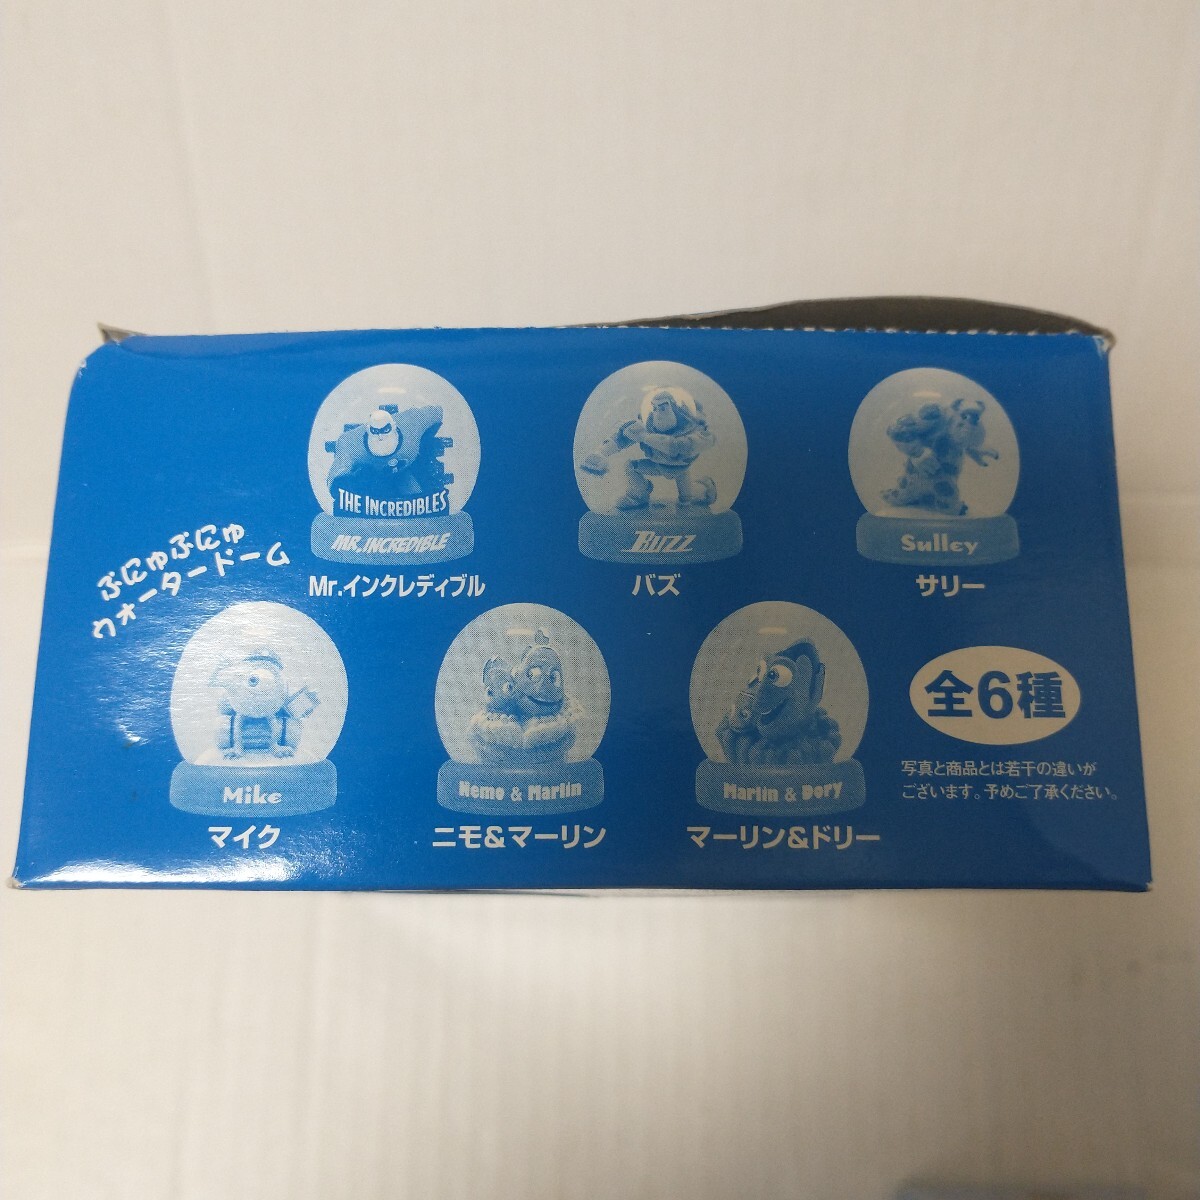 THE INCREDIBLES
MR. INCREDIBLE
Mr.インクレディブル
BUZZ
バズ
Sulley
サリー
ぷにゅぷにゅ
ウォータードーム
Mike
マイク
Nemo & Marlin
ニモ&マーリン
Marlin & Dory
マーリン&ドリー
全6種
写真と商品とは若干の違いが
ございます。予めご了承ください。